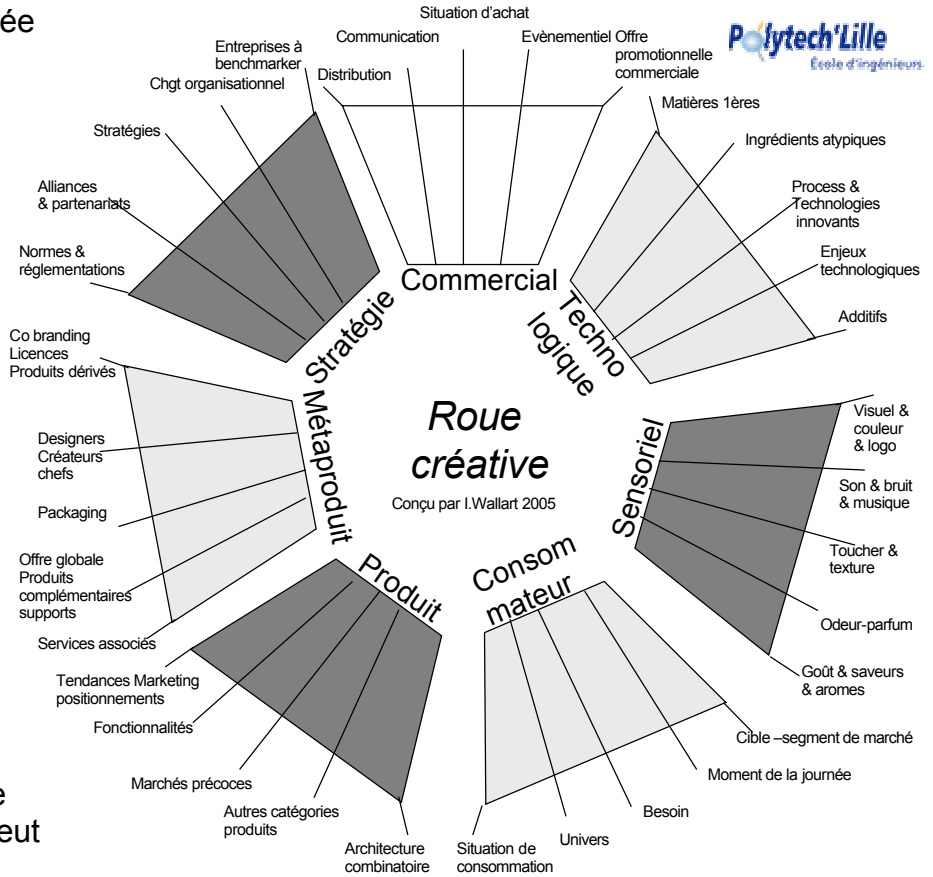 ée
Situation d'achat
Communication
Evènementiel Offre
promotionnelle
commerciale
Polytech'Lille
École d'ingénieurs
Entreprises à
benchmarker
Distribution
Chgt organisationnel
Matières 1ères
Stratégies
Ingrédients atypiques
Alliances
& partenariats
Process &
Technologies
innovants
Normes &
réglementations
Enjeux
technologiques
Commercial
Stratégie
Techno
logique
Additifs
Co branding
Licences
Produits dérivés
Métaproduit
Roue
créative
Conçu par I.Wallart 2005
Sensoriel
Visuel &
couleur
& logo
Designers
Créateurs
chefs
Son & bruit
& musique
Packaging
Toucher &
texture
Offre globale
Produits
complémentaires
supports
Produit
Consom
mateur
Odeur-parfum
Services associés
Goût & saveurs
& aromes
Tendances Marketing
positionnements
Fonctionnalités
Cible –segment de marché
Marchés précoces
Moment de la journée
Autres catégories
produits
Besoin
Univers
Architecture
combinatoire
Situation de
consommation
e
eut